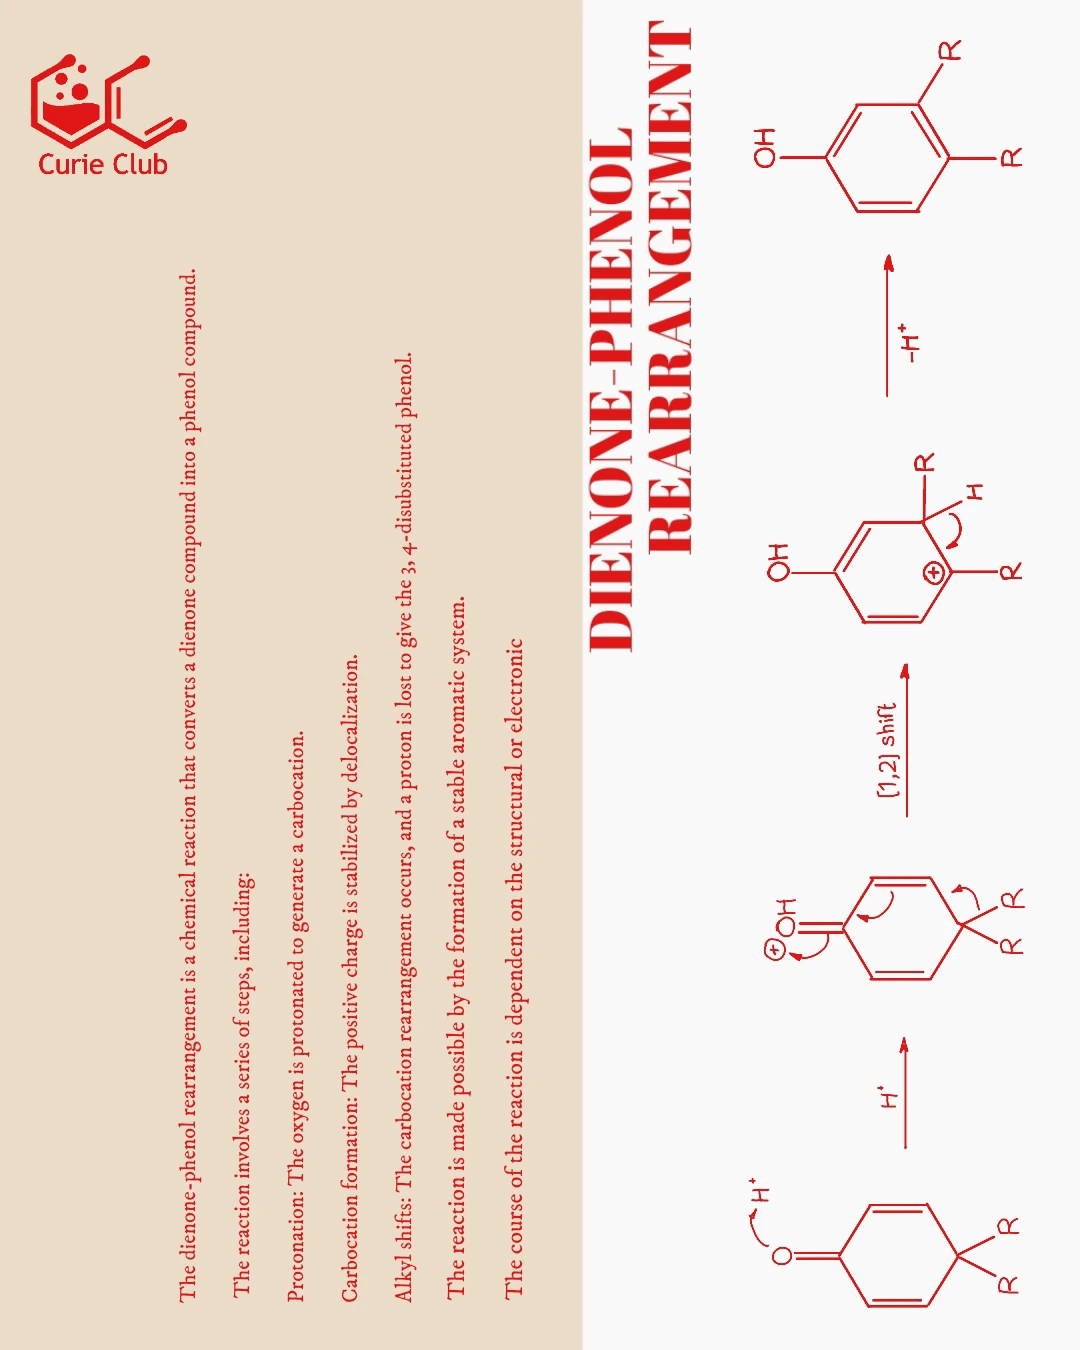 Curie Club
The dienone-phenol rearrangement is a chemical reaction that converts a dienone compound into a phenol compound.
The reaction involves a series of steps, including:
Protonation: The oxygen is protonated to generate a carbocation.
Carbocation formation: The positive charge is stabilized by delocalization.
Alkyl shifts: The carbocation rearrangement occurs, and a proton is lost to give the 3, 4-disubstituted phenol.
The reaction is made possible by the formation of a stable aromatic system.
The course of the reaction is dependent on the structural or electronic
DIENONE-PHENOL
REARRANGEMENT
O
H+
R
R
H+
+
OH
R
R
[1,2] shift
OH
+
R
H
R
-H+
OH
R
R